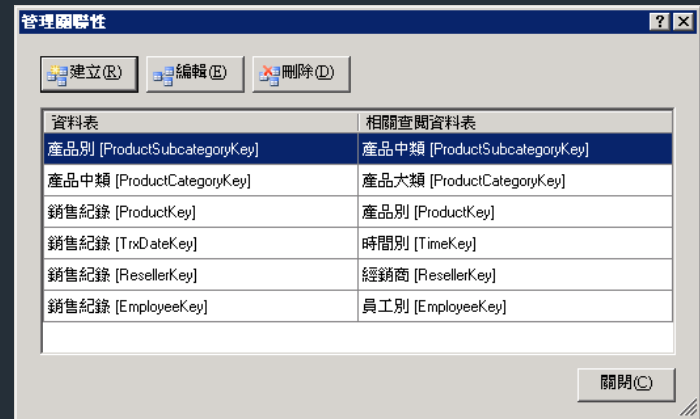 管理關聯性
建立(R) 編輯(E) 刪除(D)
資料表 相關查閱資料表
產品別 [ProductSubcategoryKey] 產品中類 [ProductSubcategoryKey]
產品中類 [ProductCategoryKey] 產品大類 [ProductCategoryKey]
銷售紀錄 [ProductKey] 產品別 [ProductKey]
銷售紀錄 [TrxDateKey] 時間別 [TimeKey]
銷售紀錄 [ResellerKey] 經銷商 [ResellerKey]
銷售紀錄 [EmployeeKey] 員工別 [EmployeeKey]
關閉(C)